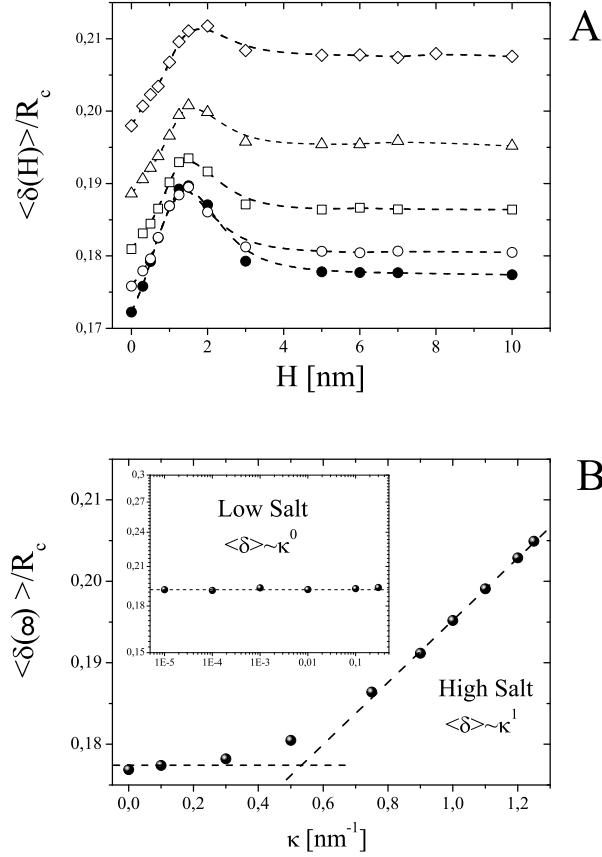 A
0,21
0,20
0,19
0,18
0,17
<δ(H)>/R_c
0 2 4 6 8 10
H [nm]
B
0,21
0,20
0,19
0,18
<δ(∞)>/R_c
0,3
0,27
0,24
0,21
0,18
0,15
Low Salt
<δ>~κ^0
1E-5 1E-4 1E-3 0,01 0,1
High Salt
<δ>~κ^1
0,0 0,2 0,4 0,6 0,8 1,0 1,2
κ [nm^-1]